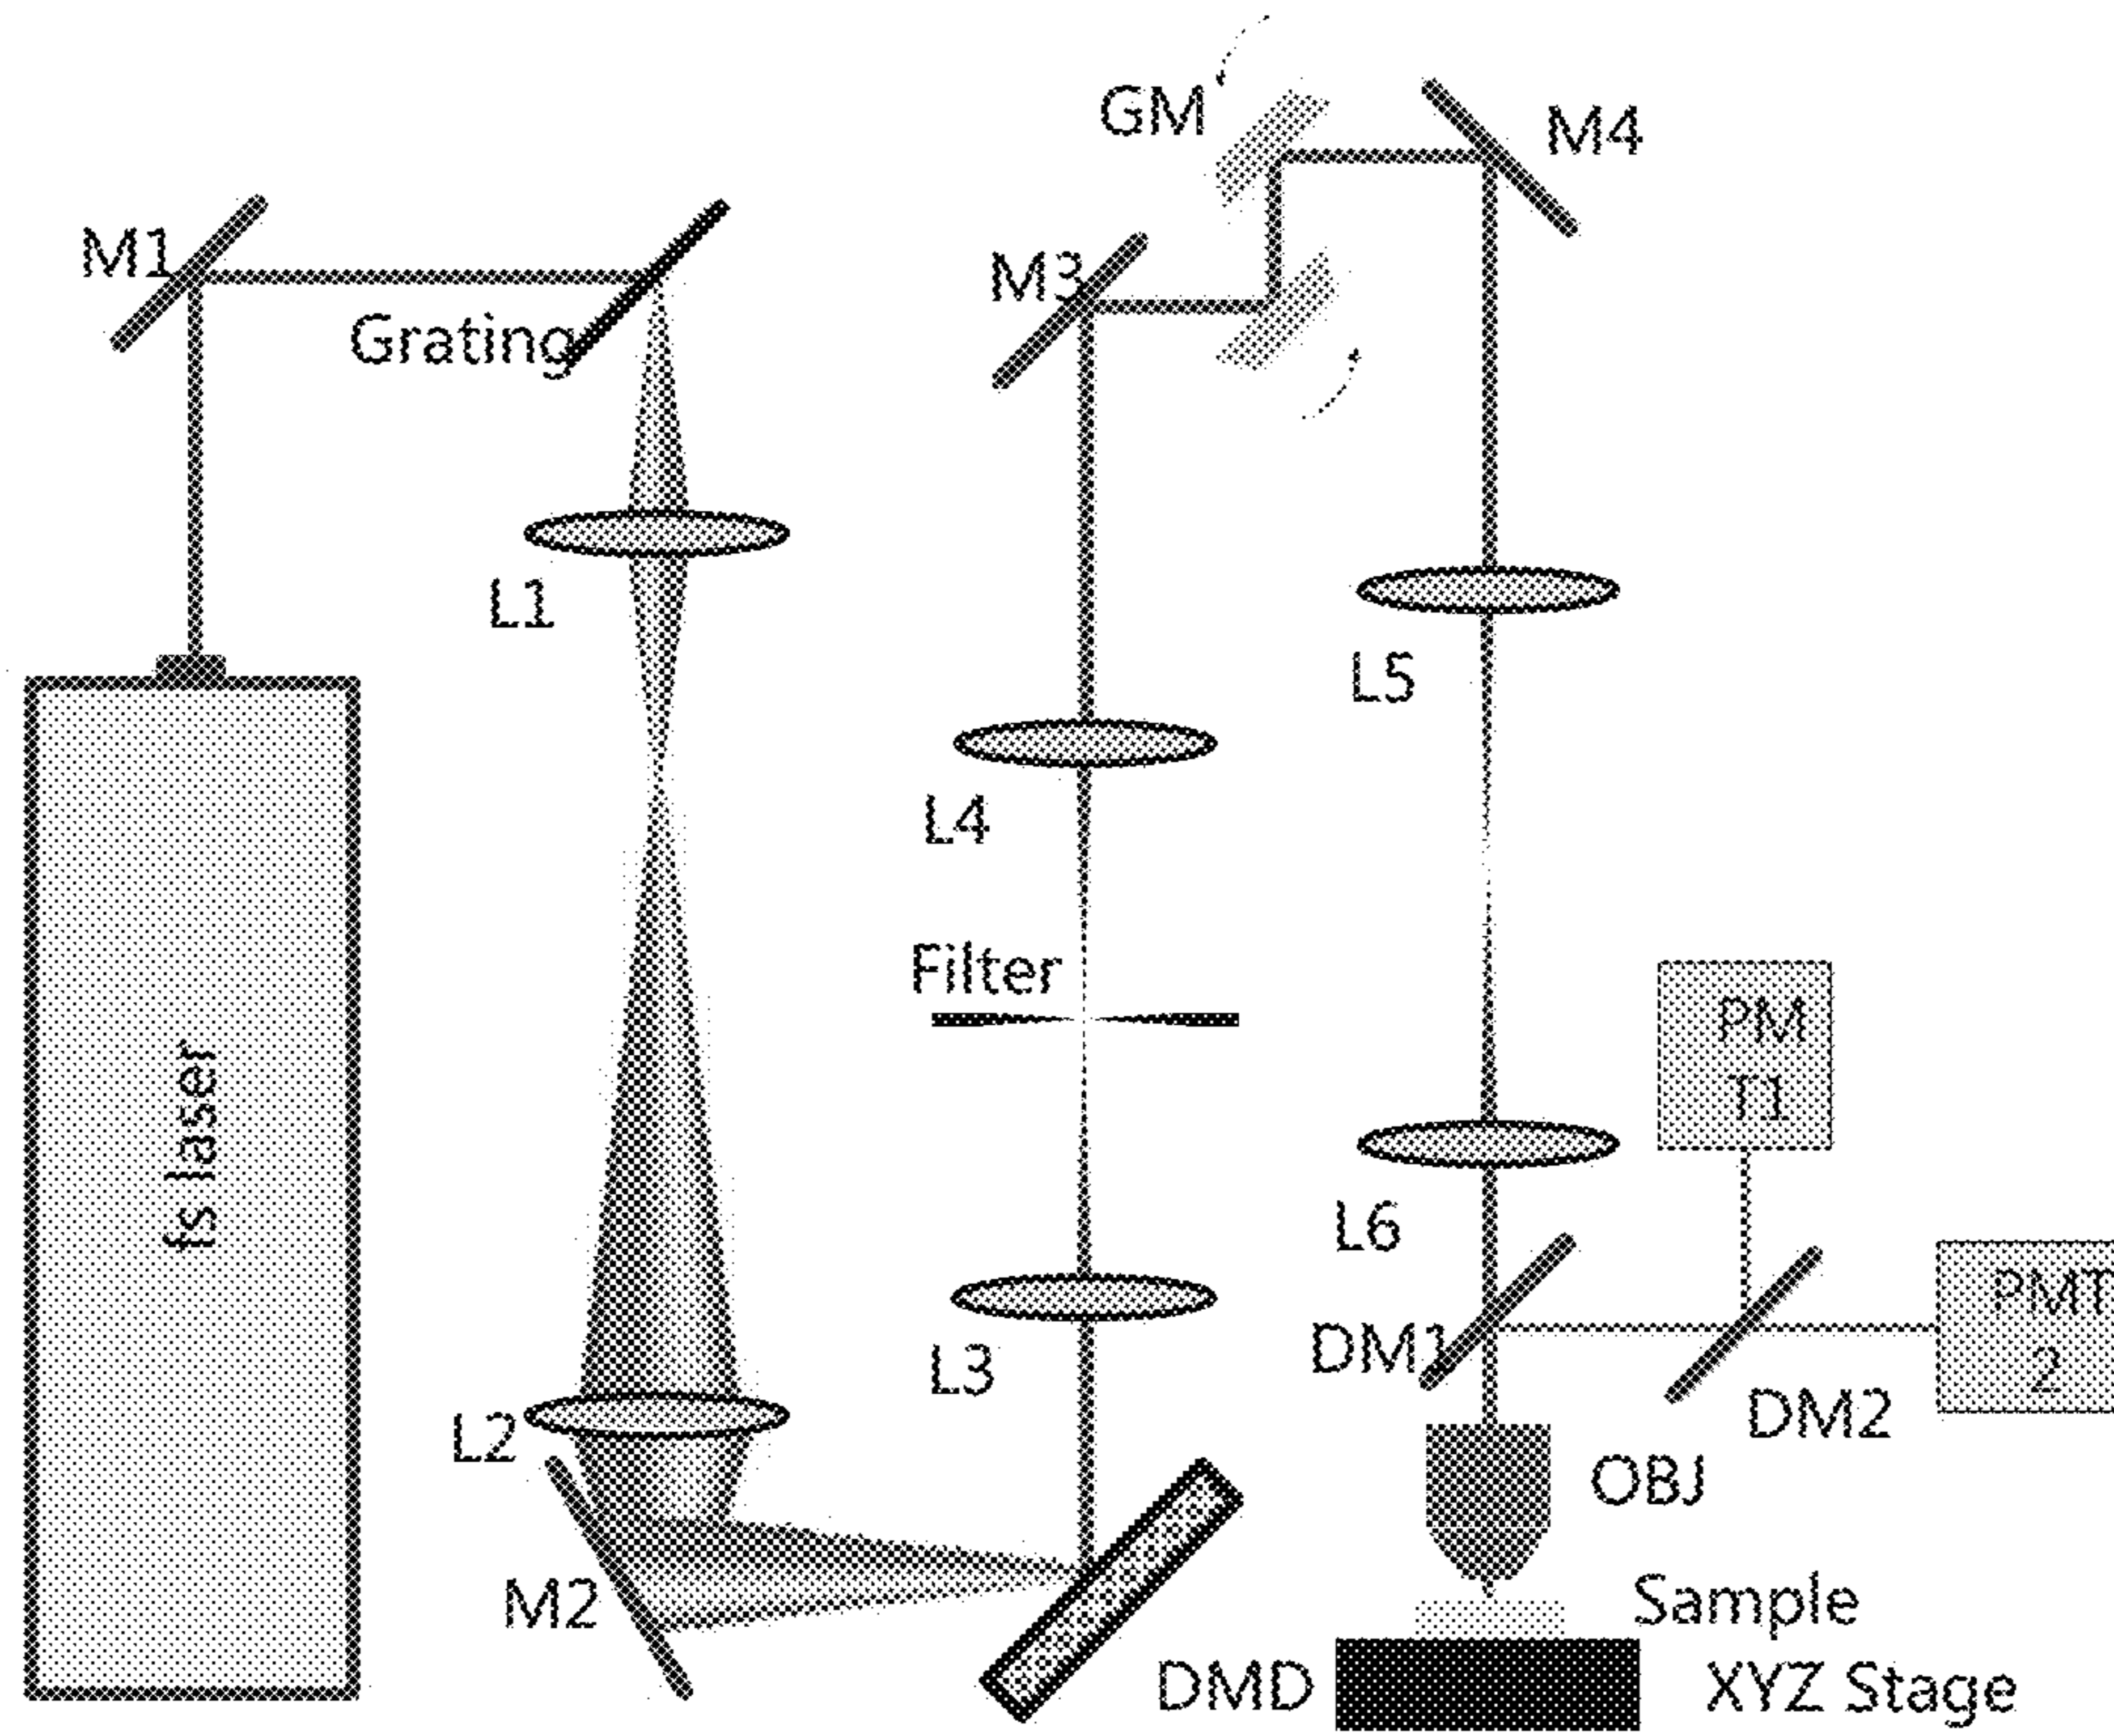 GM
M4
M1
M3
Grating
L1
L5
L4
Filter
PM
T1
fs laser
L6
PMT
2
DM1
L3
DM2
L2
OBJ
M2
Sample
DMD
XYZ Stage